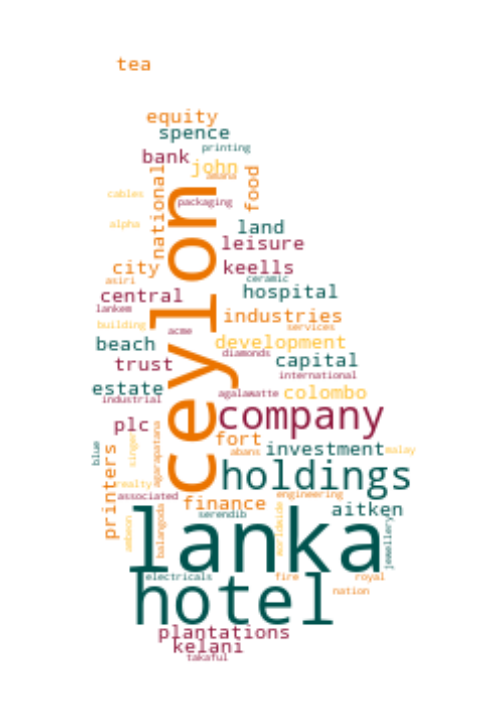 tea
equity
spence
printing
bank
john
amana
food
national
cables
packaging
alpha
land
leisure
ceylon
city
keells
asiri
ceramic
central
hospital
lankem
industries
building
services
acme
beach
development
diamonds
trust
capital
international
estate
agalawatte
colombo
industrial
company
plc
fort
singer
agarapatana
blue
abans
investment
malay
printers
holdings
realty
associated
engineering
finance
aitken
serendib
lanka
ambeon
balangoda
worldwide
jewellery
electricals
fire
royal
hotel
nation
plantations
kelani
takaful